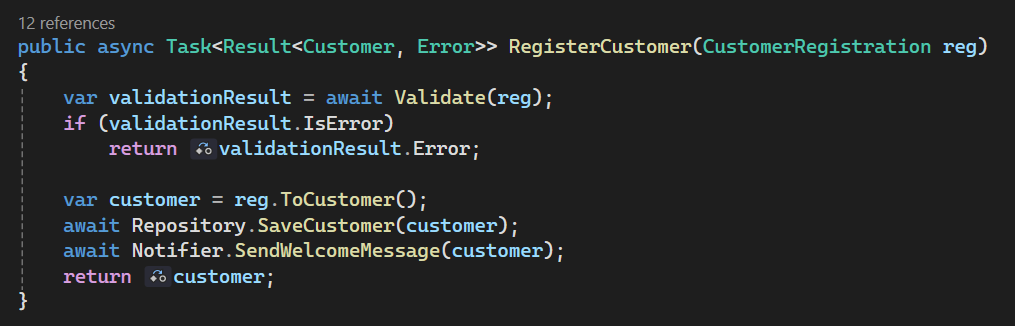 12 references
public async Task<Result<Customer, Error>> RegisterCustomer(CustomerRegistration reg)
{
    var validationResult = await Validate(reg);
    if (validationResult.IsError)
        return validationResult.Error;

    var customer = reg.ToCustomer();
    await Repository.SaveCustomer(customer);
    await Notifier.SendWelcomeMessage(customer);
    return customer;
}